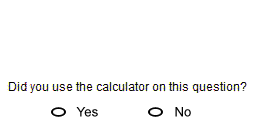 Did you use the calculator on this question?
Yes No